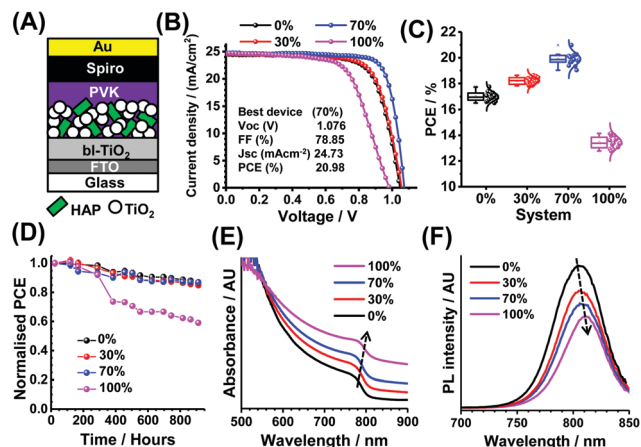 (A)
Au
Spiro
PVK
bl-TiO₂
FTO
Glass
HAP TiO₂
(B)
Current density / (mA/cm²)
30
25
20
15
10
5
0
0% 70%
30% 100%
Best device (70%)
Voc (V) 1.076
FF (%) 78.85
Jsc (mAcm⁻²) 24.73
PCE (%) 20.98
0.0 0.2 0.4 0.6 0.8 1.0
Voltage / V
(C)
PCE / %
22
20
18
16
14
12
10
0% 30% 70% 100%
System
(D)
Normalised PCE
1.0
0.8
0.6
0.4
0.2
0.0
0%
30%
70%
100%
0 200 400 600 800
Time / Hours
(E)
Absorbance / AU
100%
70%
30%
0%
500 600 700 800 900
Wavelength / nm
(F)
PL intensity / AU
0%
30%
70%
100%
700 750 800 850
Wavelength / nm